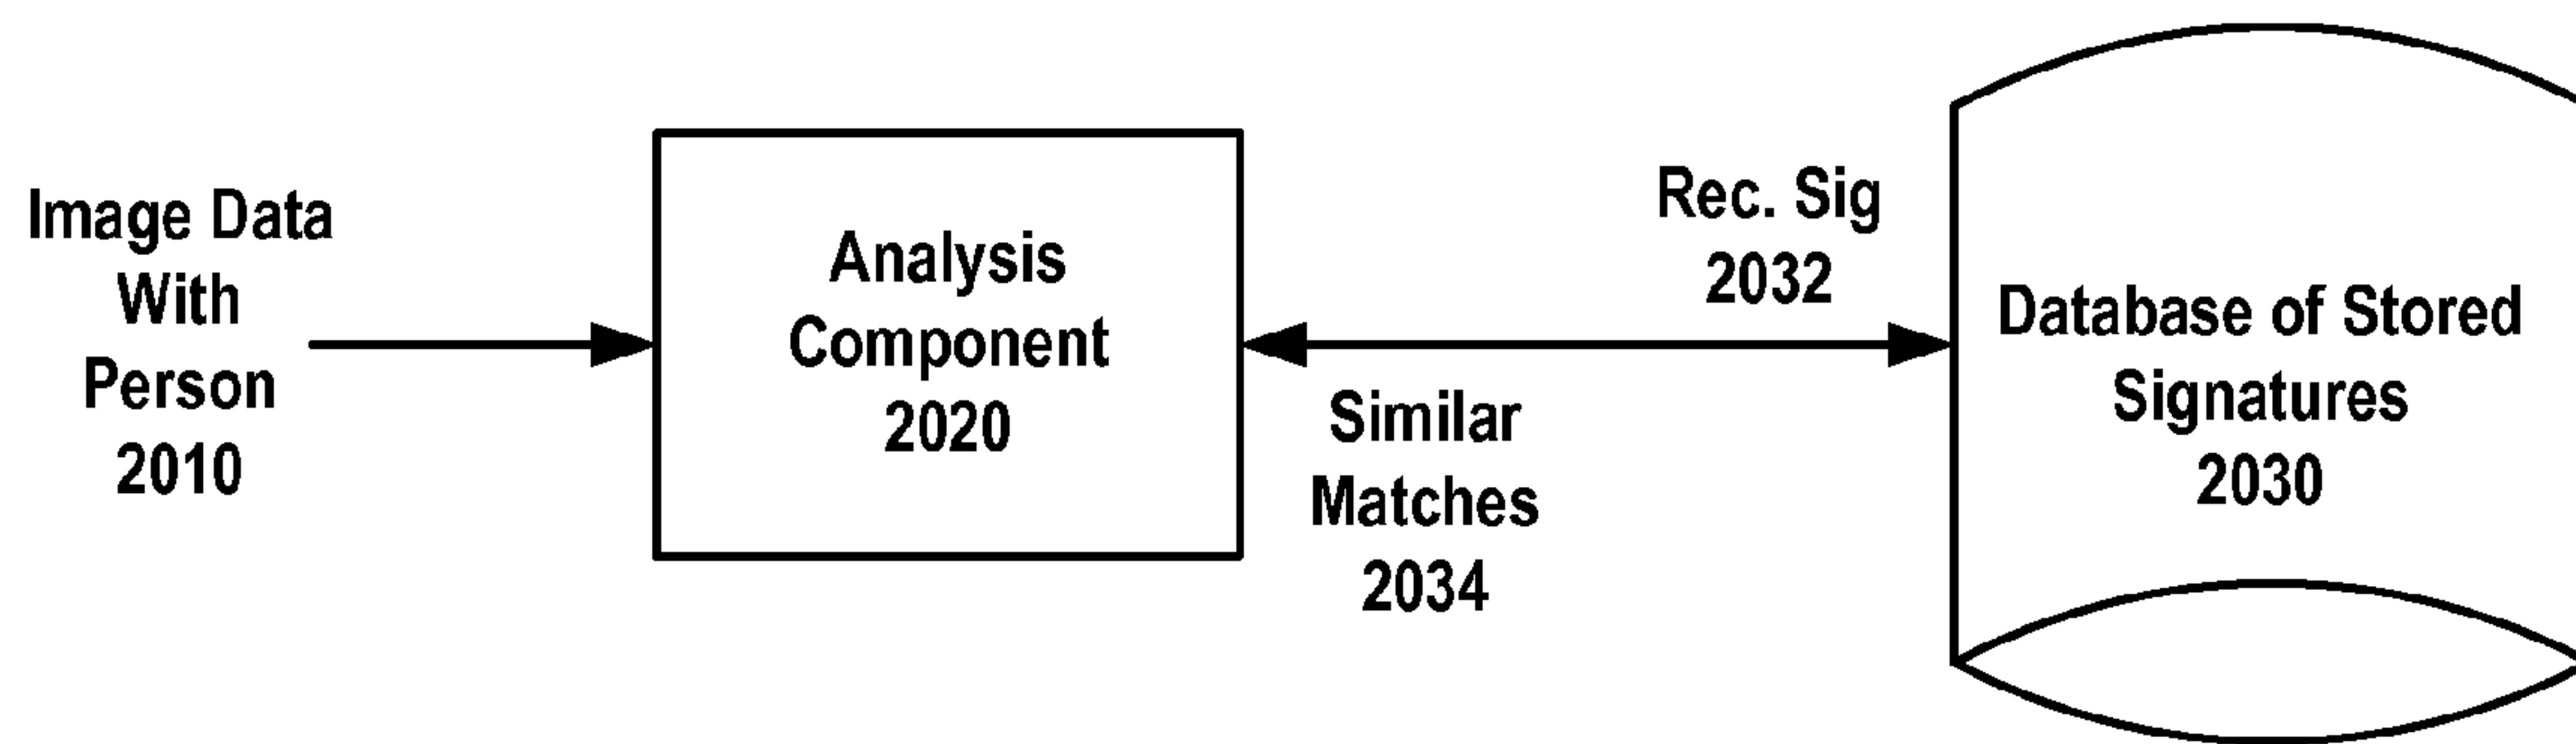 Image Data
With
Person
2010
Analysis
Component
2020
Rec. Sig
2032
Similar
Matches
2034
Database of Stored
Signatures
2030